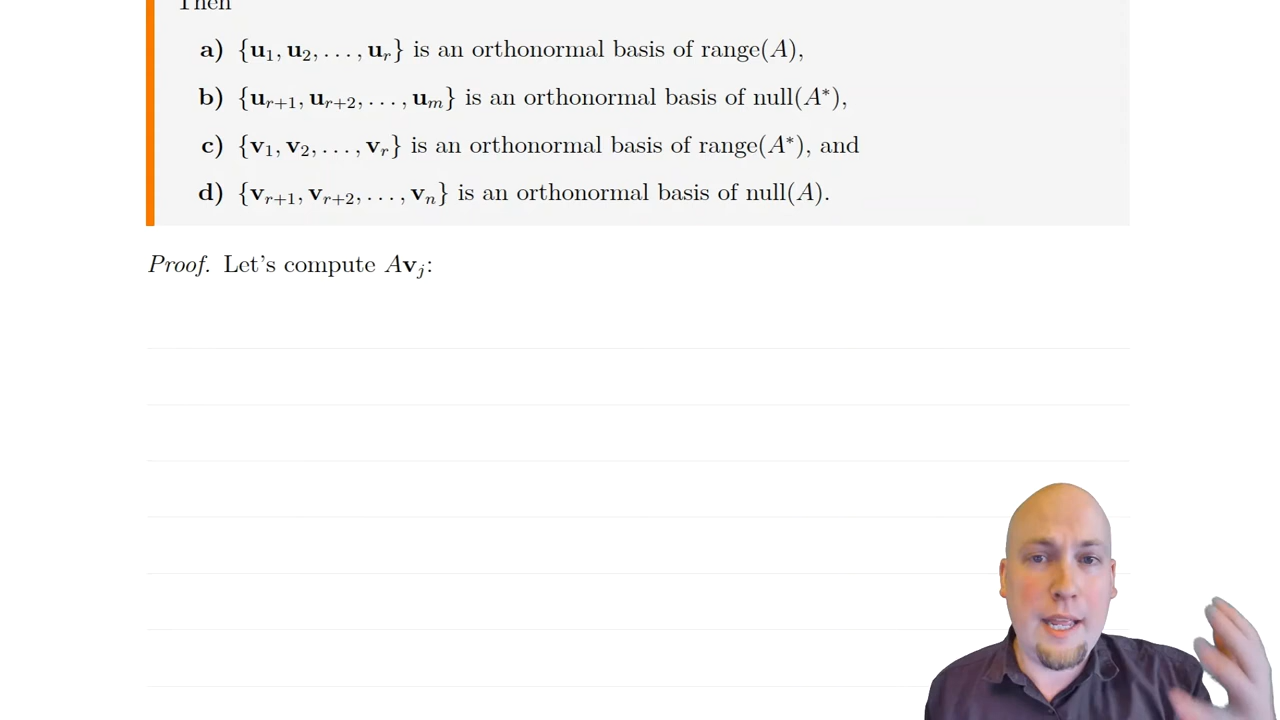 Then
a) {u₁, u₂, . . . , uᵣ} is an orthonormal basis of range(A),
b) {uᵣ₊₁, uᵣ₊₂, . . . , uₘ} is an orthonormal basis of null(A*),
c) {v₁, v₂, . . . , vᵣ} is an orthonormal basis of range(A*), and
d) {vᵣ₊₁, vᵣ₊₂, . . . , vₙ} is an orthonormal basis of null(A).
Proof. Let's compute Avⱼ: